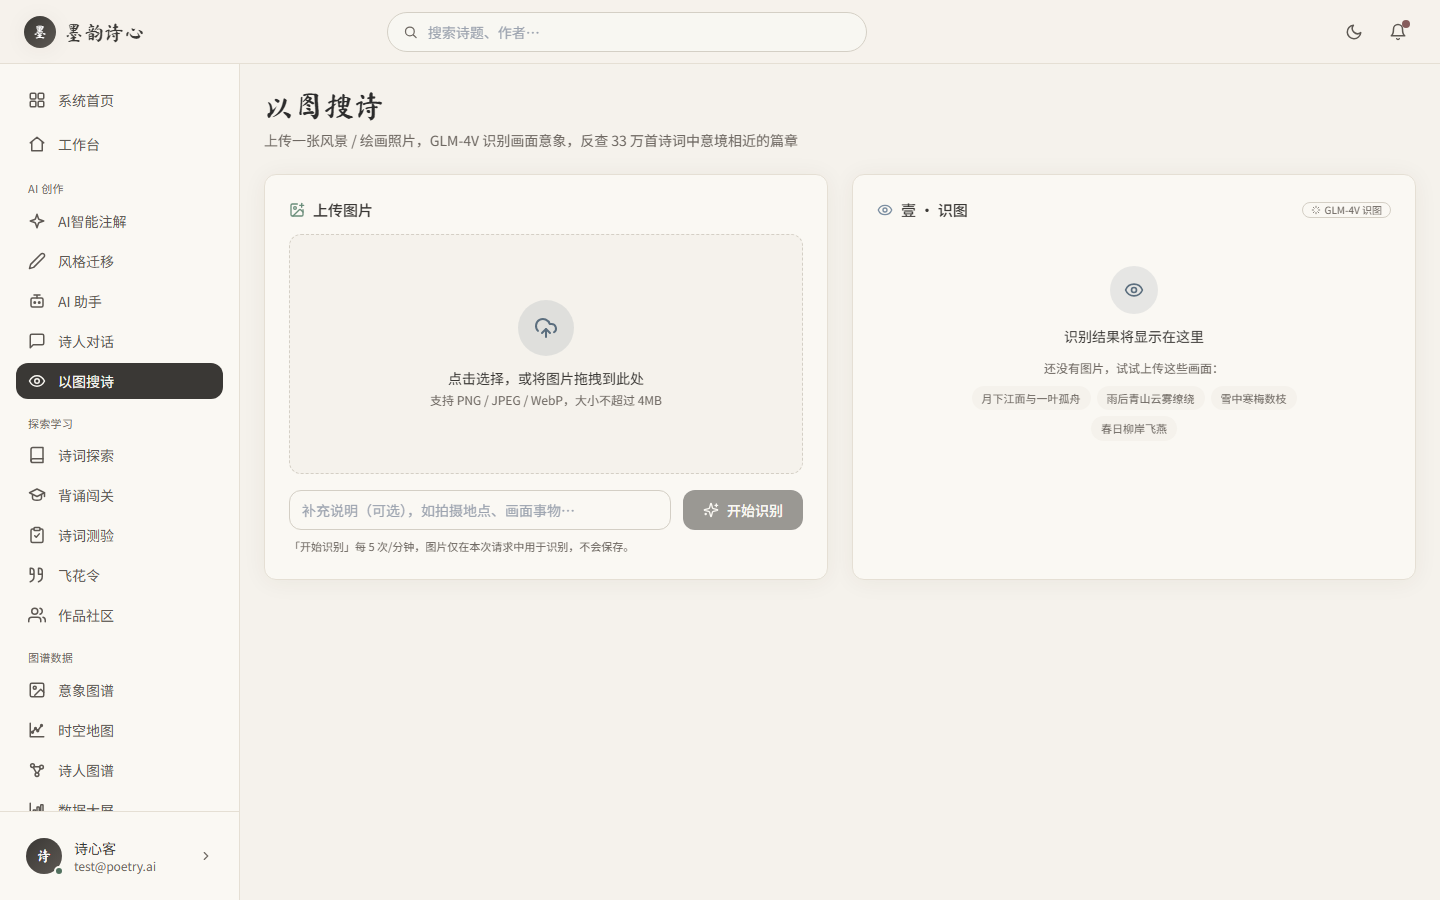 墨
墨韵诗心
搜索诗题、作者…
系统首页
工作台
AI 创作
AI智能注解
风格迁移
AI 助手
诗人对话
以图搜诗
探索学习
诗词探索
背诵闯关
诗词测验
飞花令
作品社区
图谱数据
意象图谱
时空地图
诗人图谱
数据大屏
诗
诗心客
test@poetry.ai
以图搜诗
上传一张风景 / 绘画照片，GLM-4V 识别画面意象，反查 33 万首诗词中意境相近的篇章
上传图片
点击选择，或将图片拖拽到此处
支持 PNG / JPEG / WebP，大小不超过 4MB
补充说明（可选），如拍摄地点、画面事物…
开始识别
「开始识别」每 5 次/分钟，图片仅在本次请求中用于识别，不会保存。
壹 · 识图
GLM-4V 识图
识别结果将显示在这里
还没有图片，试试上传这些画面：
月下江面与一叶孤舟
雨后青山云雾缭绕
雪中寒梅数枝
春日柳岸飞燕